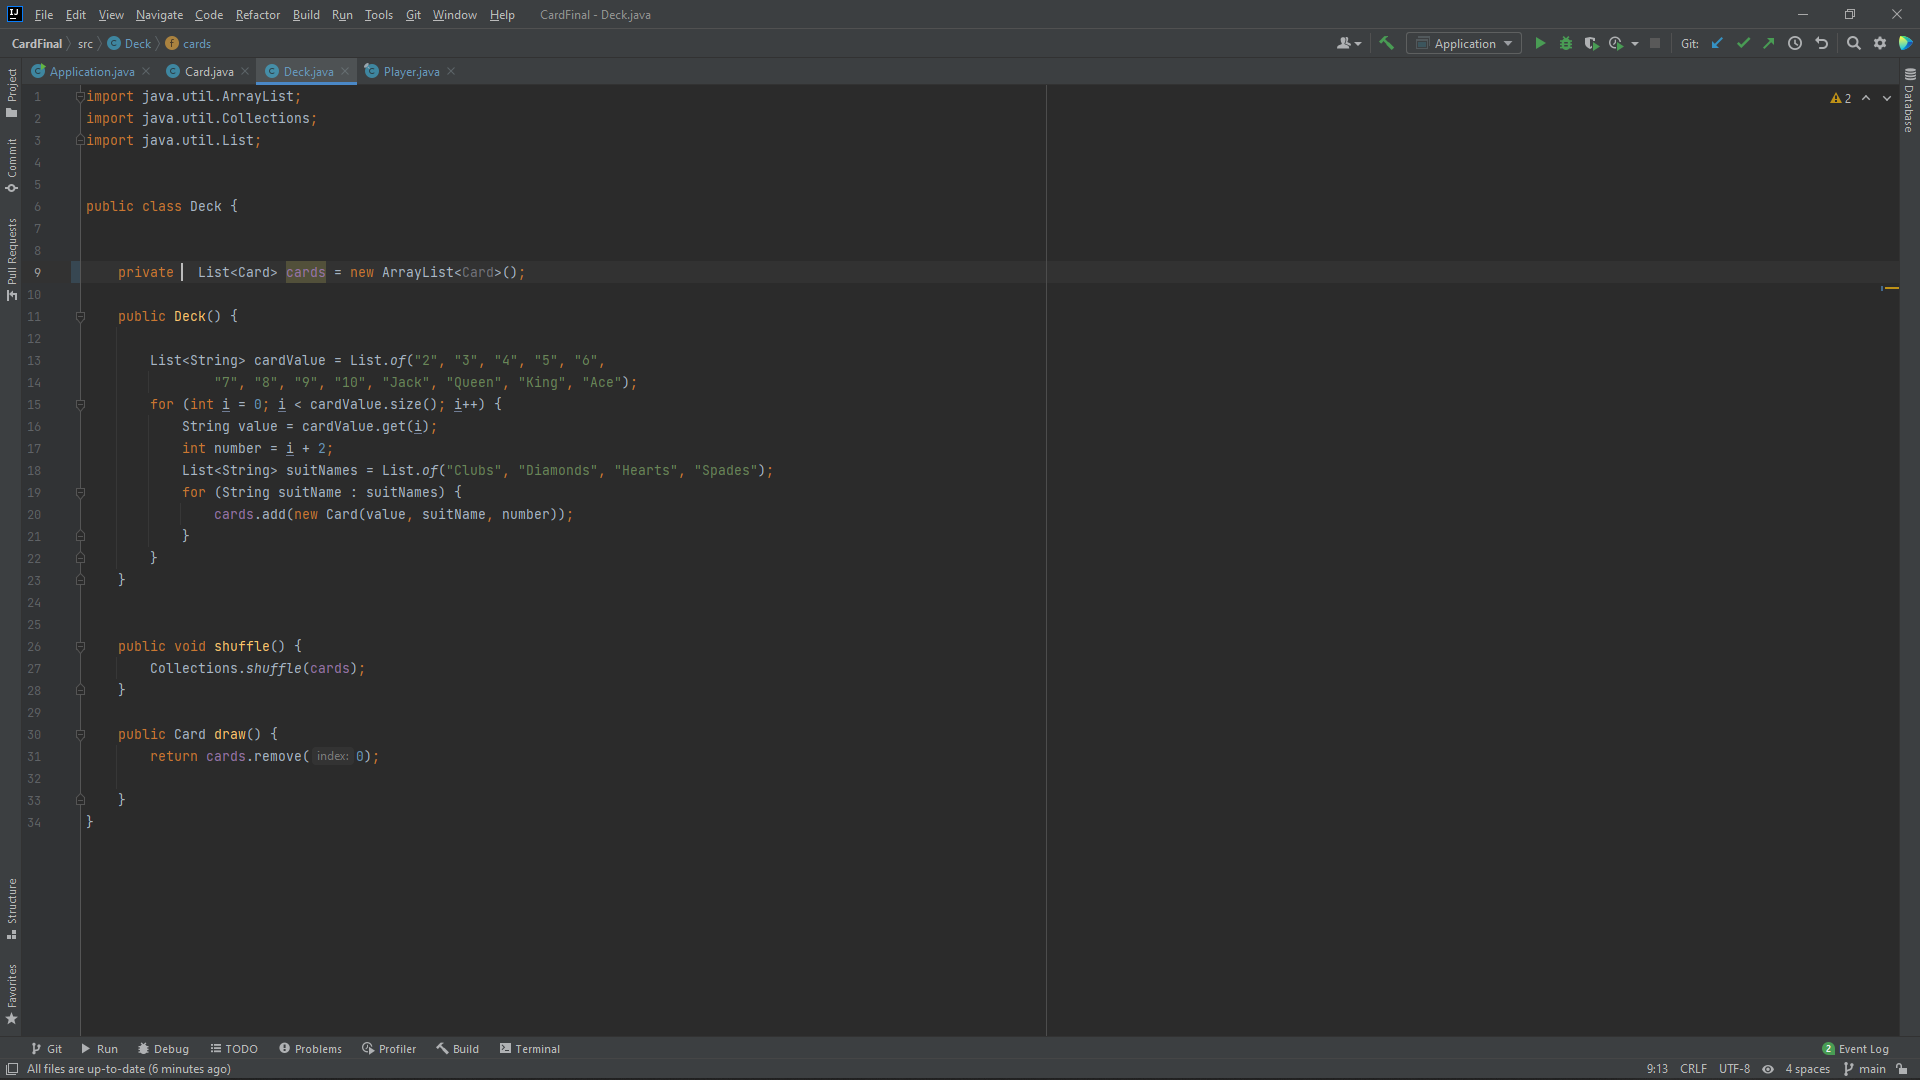 File Edit View Navigate Code Refactor Build Run Tools Git Window Help CardFinal - Deck.java
CardFinal src Deck cards
Application Git:
Application.java Card.java Deck.java Player.java
Project
Commit
Pull Requests
Structure
Favorites
Database
2
1 import java.util.ArrayList;
2 import java.util.Collections;
3 import java.util.List;
4
5
6 public class Deck {
7
8
9     private   List<Card> cards = new ArrayList<Card>();
10
11     public Deck() {
12
13         List<String> cardValue = List.of("2", "3", "4", "5", "6",
14                 "7", "8", "9", "10", "Jack", "Queen", "King", "Ace");
15         for (int i = 0; i < cardValue.size(); i++) {
16             String value = cardValue.get(i);
17             int number = i + 2;
18             List<String> suitNames = List.of("Clubs", "Diamonds", "Hearts", "Spades");
19             for (String suitName : suitNames) {
20                 cards.add(new Card(value, suitName, number));
21             }
22         }
23     }
24
25
26     public void shuffle() {
27         Collections.shuffle(cards);
28     }
29
30     public Card draw() {
31         return cards.remove( index: 0);
32
33     }
34 }
Git Run Debug TODO Problems Profiler Build Terminal 2 Event Log
All files are up-to-date (6 minutes ago) 9:13 CRLF UTF-8 4 spaces main